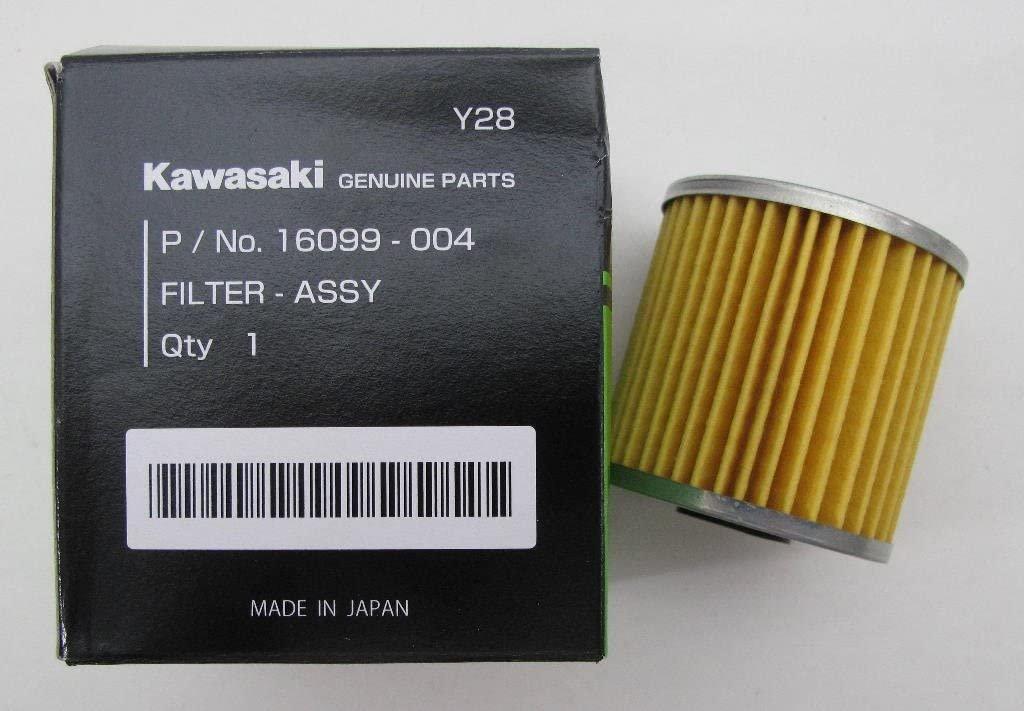 Y28
Kawasaki GENUINE PARTS
P / No. 16099 - 004
FILTER - ASSY
Qty 1
MADE IN JAPAN